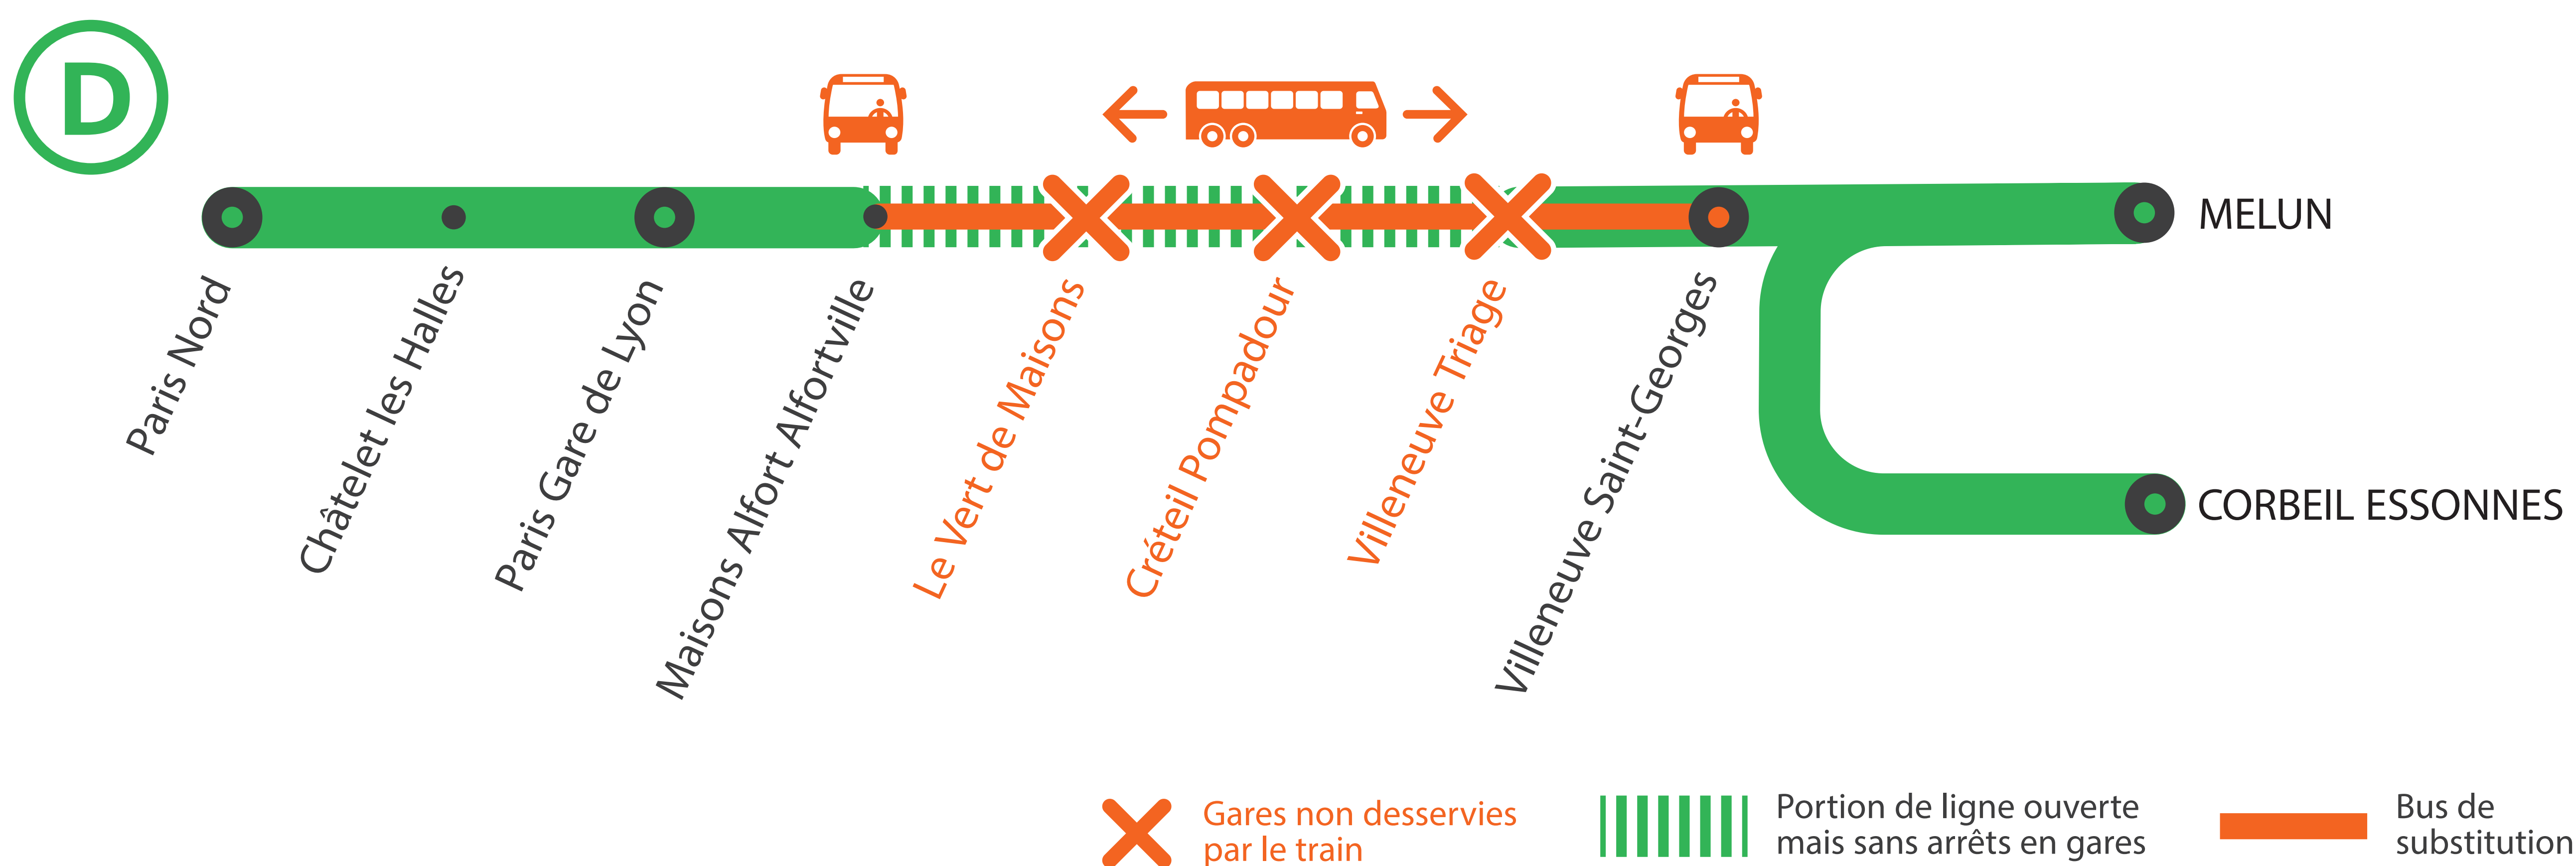 D
Paris Nord
Châtelet les Halles
Paris Gare de Lyon
Maisons Alfort Alfortville
Le Vert de Maisons
Créteil Pompadour
Villeneuve Triage
Villeneuve Saint-Georges
MELUN
CORBEIL ESSONNES
Gares non desservies
par le train
Portion de ligne ouverte
mais sans arrêts en gares
Bus de
substitution